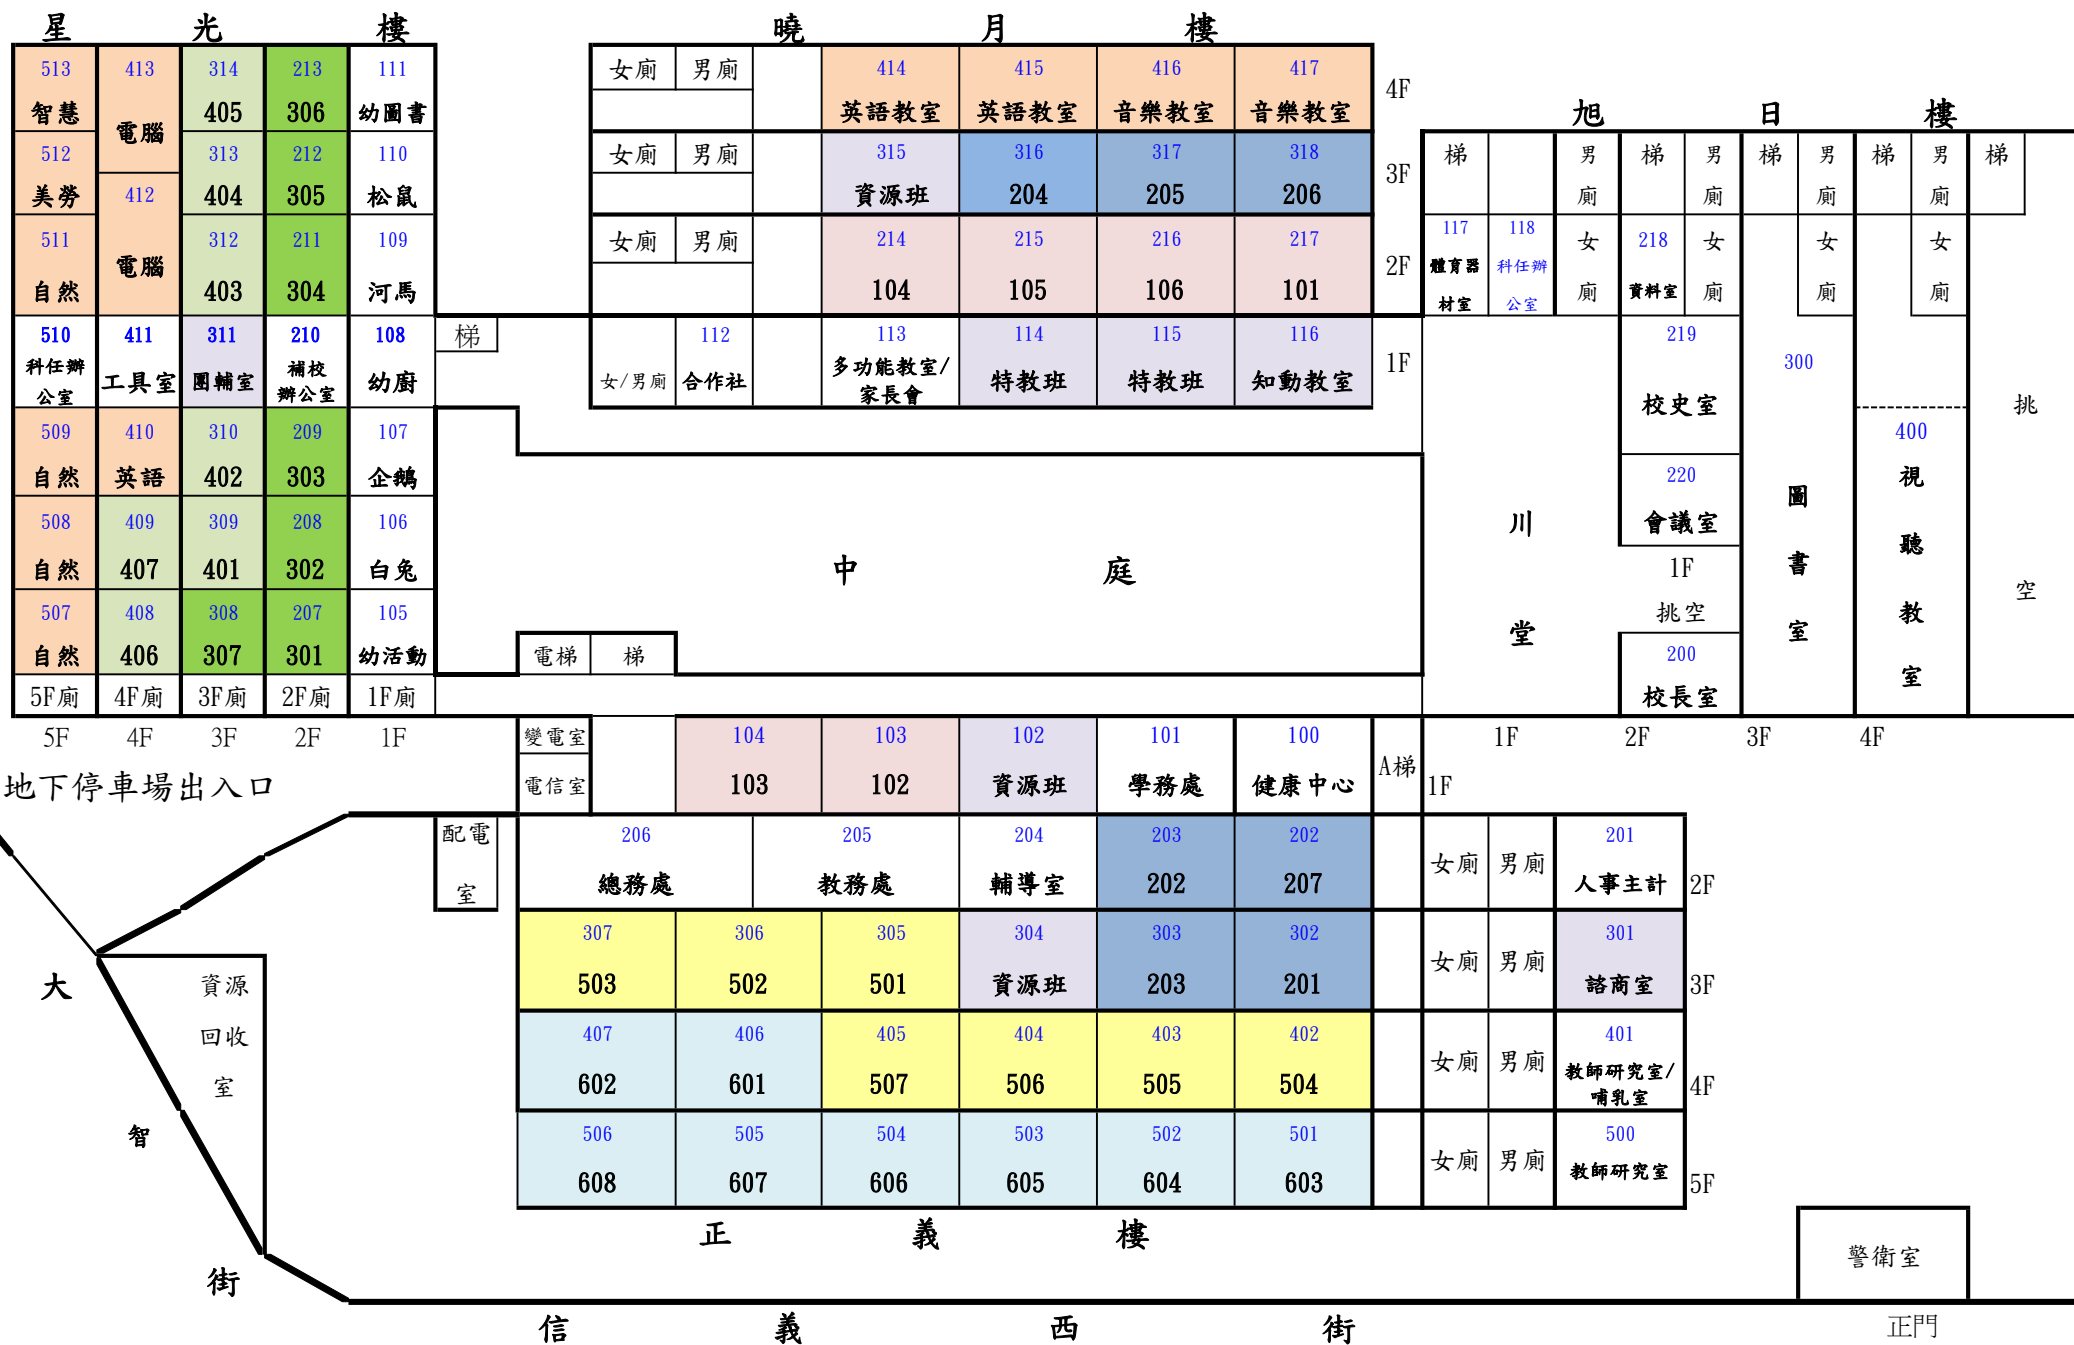 星 光 樓
513 413 314 213 111
智慧 電腦 405 306 幼圖書
512 313 212 110
美勞 412 404 305 松鼠
511 312 211 109
自然 電腦 403 304 河馬
510 411 311 210 108 梯
科任辦公室 工具室 團輔室 補校辦公室 幼廚
509 410 310 209 107
自然 英語 402 303 企鵝
508 409 309 208 106
自然 407 401 302 白兔
507 408 308 207 105
自然 406 307 301 幼活動
5F廁 4F廁 3F廁 2F廁 1F廁
5F 4F 3F 2F 1F
曉 月 樓
女廁 男廁 414 415 416 417 4F
英語教室 英語教室 音樂教室 音樂教室
女廁 男廁 315 316 317 318 3F
資源班 204 205 206
女廁 男廁 214 215 216 217 2F
104 105 106 101
女/男廁 112 113 114 115 116 1F
合作社 多功能教室/家長會 特教班 特教班 知動教室
旭 日 樓
梯 男廁 梯 男廁 梯 男廁 梯 男廁 梯
117 118 女廁 218 女廁 女廁 女廁
體育器材室 科任辦公室 資料室
219
校史室
220
會議室
1F
挑空
200
校長室
川堂
300
圖書室
400
視聽教室
挑空
1F 2F 3F 4F
中 庭
電梯 梯
變電室
電信室
104 103 102 101 100 A梯 1F
103 102 資源班 學務處 健康中心
配電室
206 205 204 203 202 女廁 男廁 201 2F
總務處 教務處 輔導室 202 207 人事主計
307 306 305 304 303 302 女廁 男廁 301 3F
503 502 501 資源班 203 201 諮商室
407 406 405 404 403 402 女廁 男廁 401 4F
602 601 507 506 505 504 教師研究室/哺乳室
506 505 504 503 502 501 女廁 男廁 500 5F
608 607 606 605 604 603 教師研究室
正 義 樓
地下停車場出入口
資源
回收
室
大 智 街
信 義 西 街
警衛室
正門